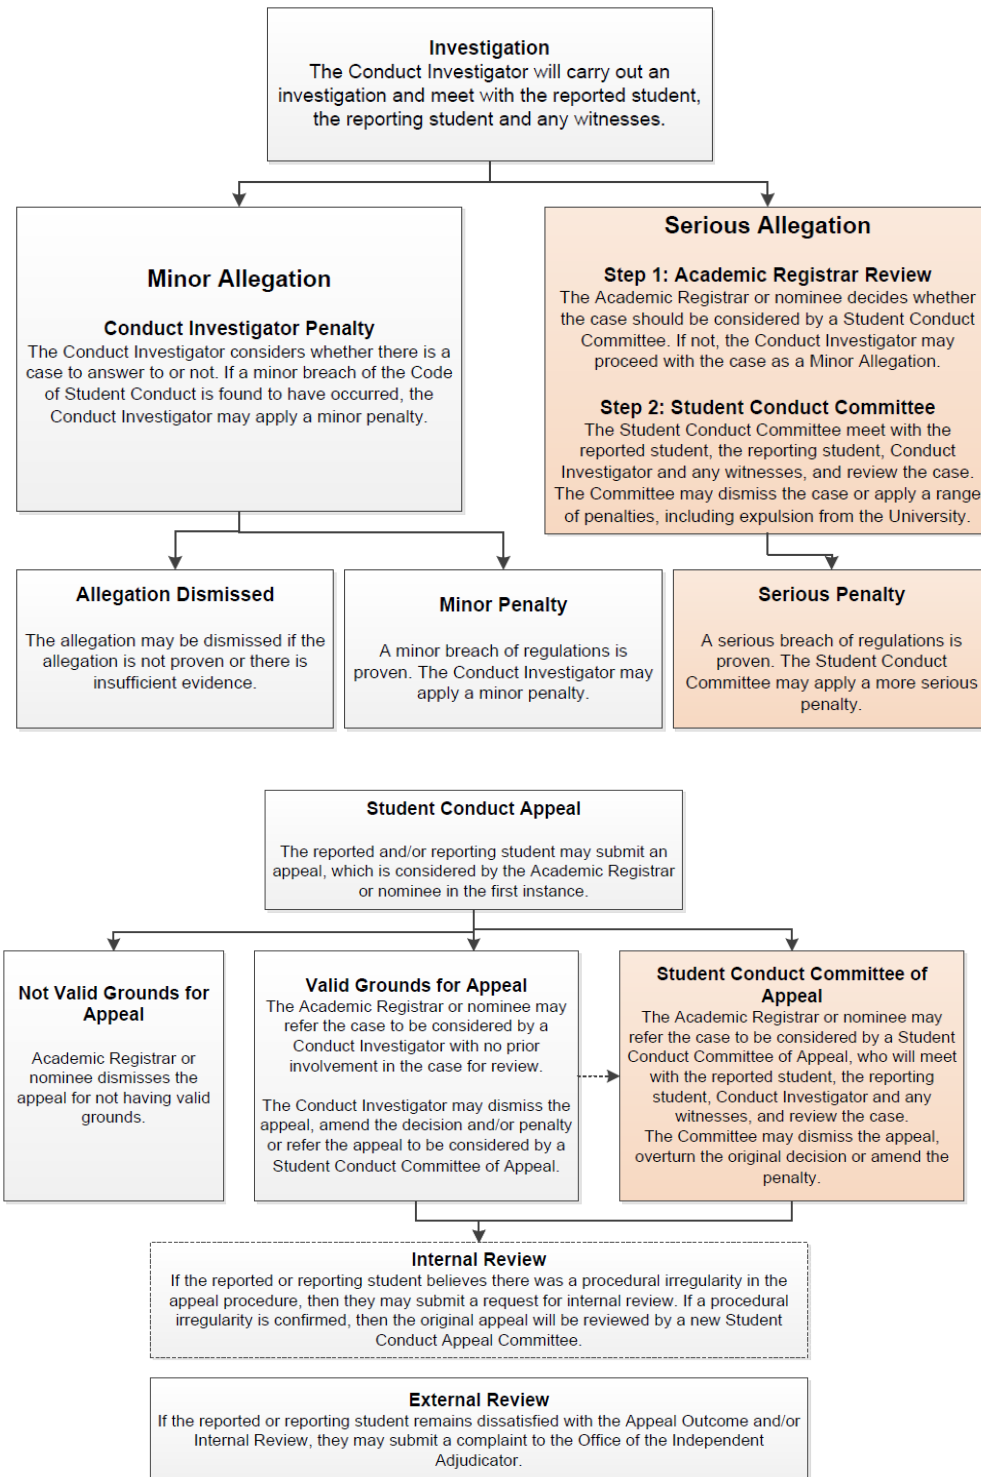 Investigation
The Conduct Investigator will carry out an
investigation and meet with the reported student,
the reporting student and any witnesses.
Minor Allegation
Conduct Investigator Penalty
The Conduct Investigator considers whether there is a
case to answer to or not. If a minor breach of the Code
of Student Conduct is found to have occurred, the
Conduct Investigator may apply a minor penalty.
Serious Allegation
Step 1: Academic Registrar Review
The Academic Registrar or nominee decides whether
the case should be considered by a Student Conduct
Committee. If not, the Conduct Investigator may
proceed with the case as a Minor Allegation.
Step 2: Student Conduct Committee
The Student Conduct Committee meet with the
reported student, the reporting student, Conduct
Investigator and any witnesses, and review the case.
The Committee may dismiss the case or apply a range
of penalties, including expulsion from the University.
Allegation Dismissed
The allegation may be dismissed if the
allegation is not proven or there is
insufficient evidence.
Minor Penalty
A minor breach of regulations is
proven. The Conduct Investigator may
apply a minor penalty.
Serious Penalty
A serious breach of regulations is
proven. The Student Conduct
Committee may apply a more serious
penalty.
Student Conduct Appeal
The reported and/or reporting student may submit an
appeal, which is considered by the Academic Registrar
or nominee in the first instance.
Not Valid Grounds for
Appeal
Academic Registrar or
nominee dismisses the
appeal for not having valid
grounds.
Valid Grounds for Appeal
The Academic Registrar or nominee may
refer the case to be considered by a
Conduct Investigator with no prior
involvement in the case for review.
The Conduct Investigator may dismiss the
appeal, amend the decision and/or penalty
or refer the appeal to be considered by a
Student Conduct Committee of Appeal.
Student Conduct Committee of
Appeal
The Academic Registrar or nominee may
refer the case to be considered by a Student
Conduct Committee of Appeal, who will meet
with the reported student, the reporting
student, Conduct Investigator and any
witnesses, and review the case.
The Committee may dismiss the appeal,
overturn the original decision or amend the
penalty.
Internal Review
If the reported or reporting student believes there was a procedural irregularity in the
appeal procedure, then they may submit a request for internal review. If a procedural
irregularity is confirmed, then the original appeal will be reviewed by a new Student
Conduct Appeal Committee.
External Review
If the reported or reporting student remains dissatisfied with the Appeal Outcome and/or
Internal Review, they may submit a complaint to the Office of the Independent
Adjudicator.